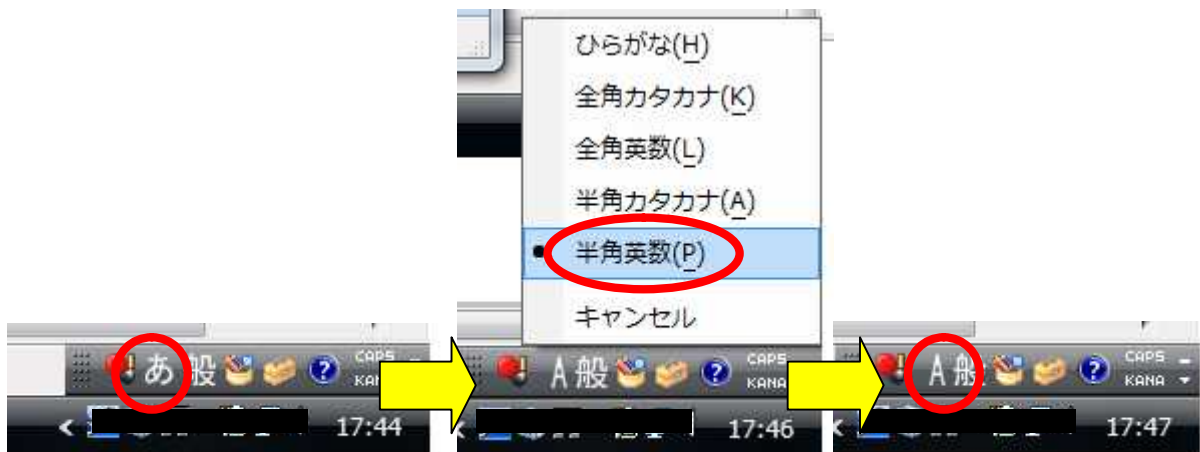 ひらがな(H)
全角カタカナ(K)
全角英数(L)
半角カタカナ(A)
半角英数(P)
キャンセル
あ 般 CAPS
KANA
17:44
A 般 CAPS
KANA
17:46
A 般 CAPS
KANA
17:47